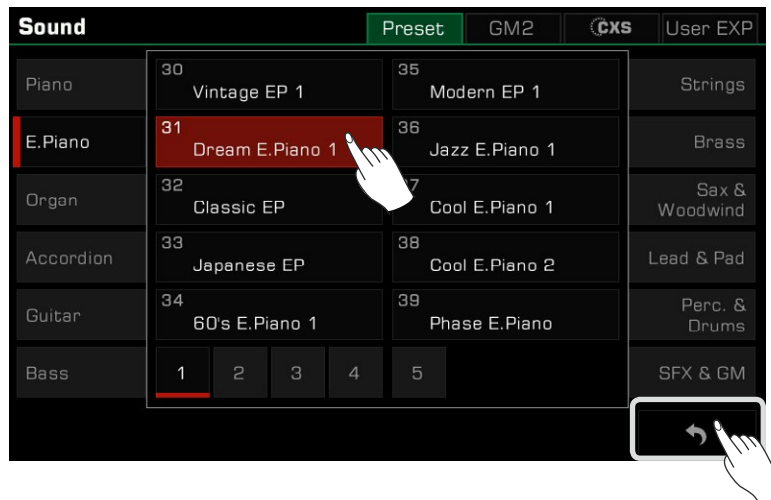 Sound
Preset
GM2
CXS
User EXP
Piano
E.Piano
Organ
Accordion
Guitar
Bass
30
Vintage EP 1
31
Dream E.Piano 1
32
Classic EP
33
Japanese EP
34
60's E.Piano 1
35
Modern EP 1
36
Jazz E.Piano 1
7
Cool E.Piano 1
38
Cool E.Piano 2
39
Phase E.Piano
1 2 3 4 5
Strings
Brass
Sax &
Woodwind
Lead & Pad
Perc. &
Drums
SFX & GM